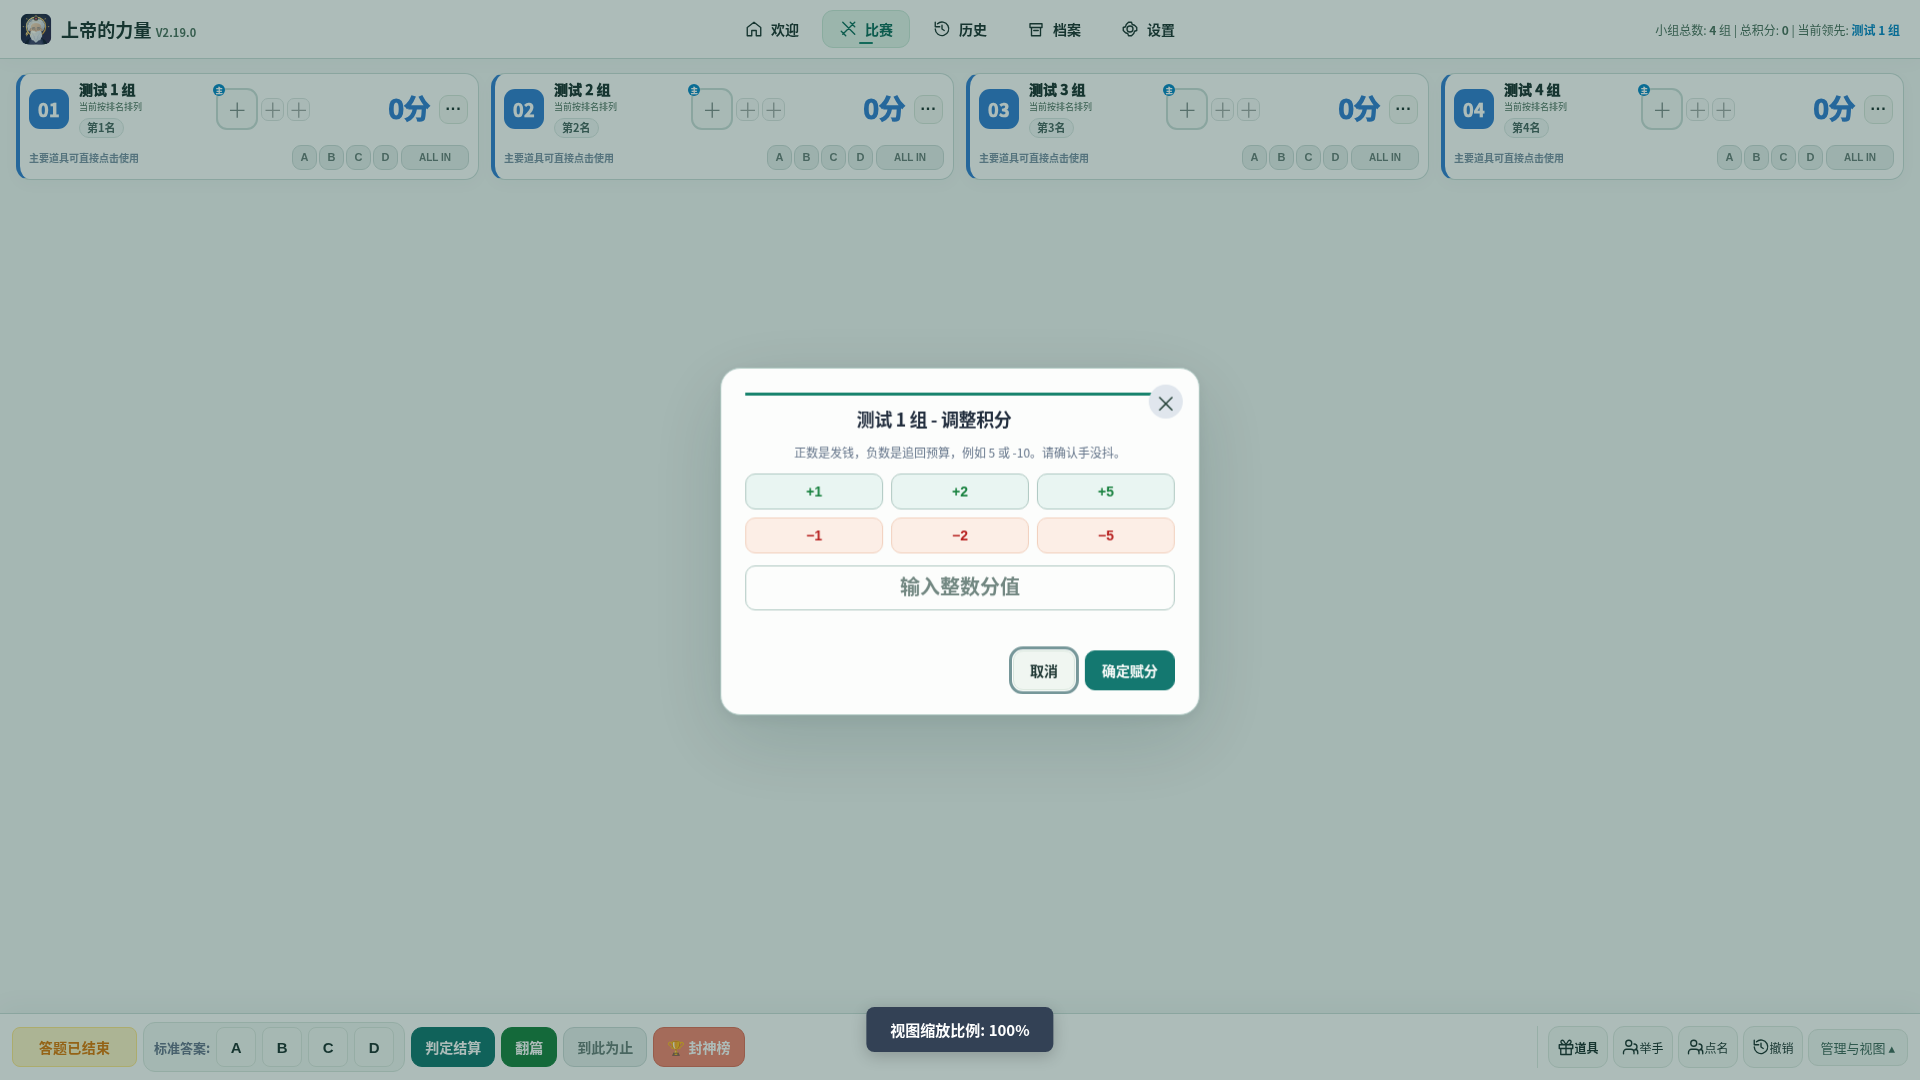 上帝的力量 V2.19.0
欢迎
比赛
历史
档案
设置
小组总数: 4 组 | 总积分: 0 | 当前领先: 测试 1 组
01
测试 1 组
当前按排名排列
第1名
主
0分
主要道具可直接点击使用
A B C D ALL IN
02
测试 2 组
当前按排名排列
第2名
主
0分
主要道具可直接点击使用
A B C D ALL IN
03
测试 3 组
当前按排名排列
第3名
主
0分
主要道具可直接点击使用
A B C D ALL IN
04
测试 4 组
当前按排名排列
第4名
主
0分
主要道具可直接点击使用
A B C D ALL IN
测试 1 组 - 调整积分
正数是发钱，负数是追回预算，例如 5 或 -10。请确认手没抖。
+1 +2 +5
−1 −2 −5
输入整数分值
取消
确定赋分
视图缩放比例: 100%
答题已结束
标准答案: A B C D
判定结算
翻篇
到此为止
🏆 封神榜
道具
举手
点名
撤销
管理与视图 ▴